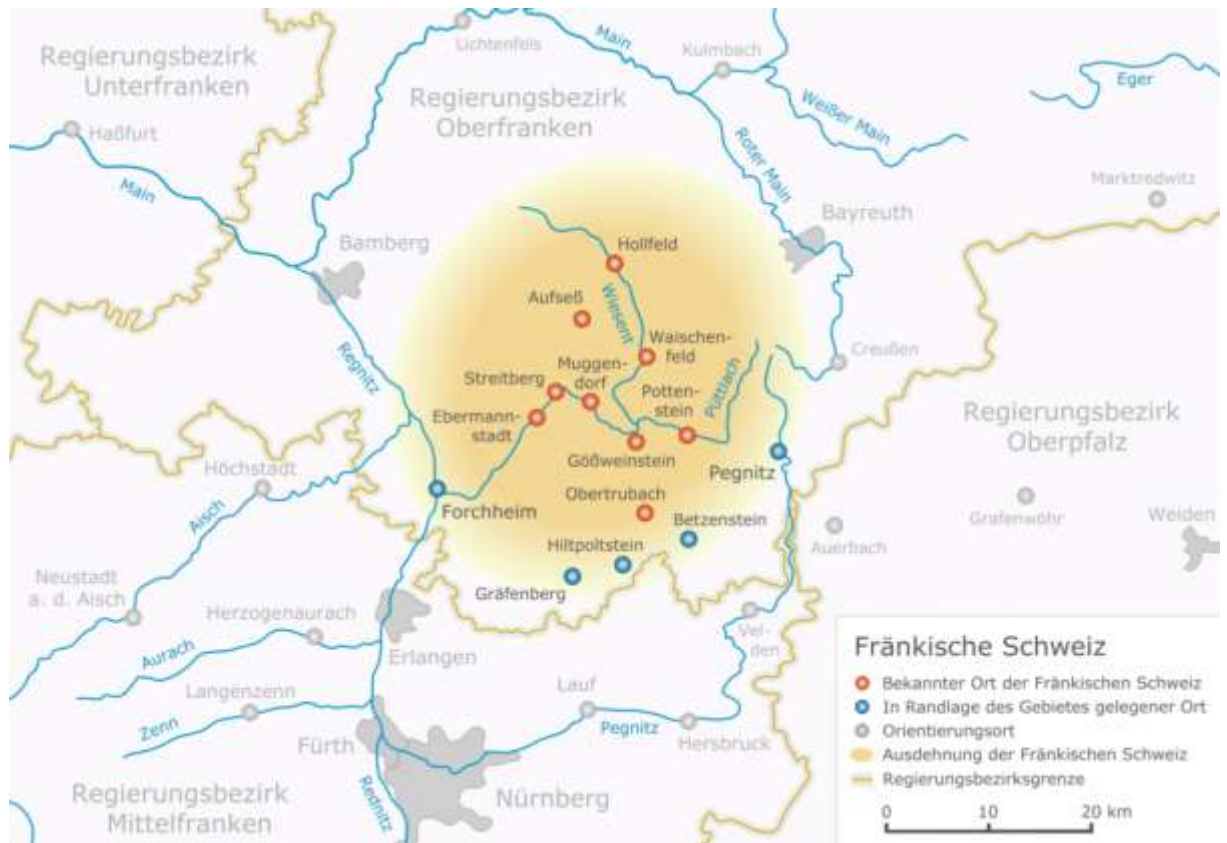 Lichtenfels
Main
Kulmbach
Regierungsbezirk
Unterfranken
Regierungsbezirk
Oberfranken
Eger
Weißer Main
Haßfurt
Roter Main
Main
Marktredwitz
Bayreuth
Bamberg
Hollfeld
Aufseß
Wiesent
Regnitz
Waischen-
feld
Creußen
Muggen-
dorf
Streitberg
Potten-
stein
Püttlach
Ebermann-
stadt
Regierungsbezirk
Oberpfalz
Gößweinstein
Pegnitz
Höchstadt
Aisch
Forchheim
Obertrubach
Betzenstein
Grafenwöhr
Weiden
Auerbach
Hiltpoltstein
Gräfenberg
Neustadt
a. d. Aisch
Herzogenaurach
Vel-
den
Aurach
Erlangen
Langenzenn
Lauf
Zenn
Pegnitz
Hersbruck
Fürth
Rednitz
Nürnberg
Regierungsbezirk
Mittelfranken
Fränkische Schweiz
Bekannter Ort der Fränkischen Schweiz
In Randlage des Gebietes gelegener Ort
Orientierungsort
Ausdehnung der Fränkischen Schweiz
Regierungsbezirksgrenze
0 10 20 km